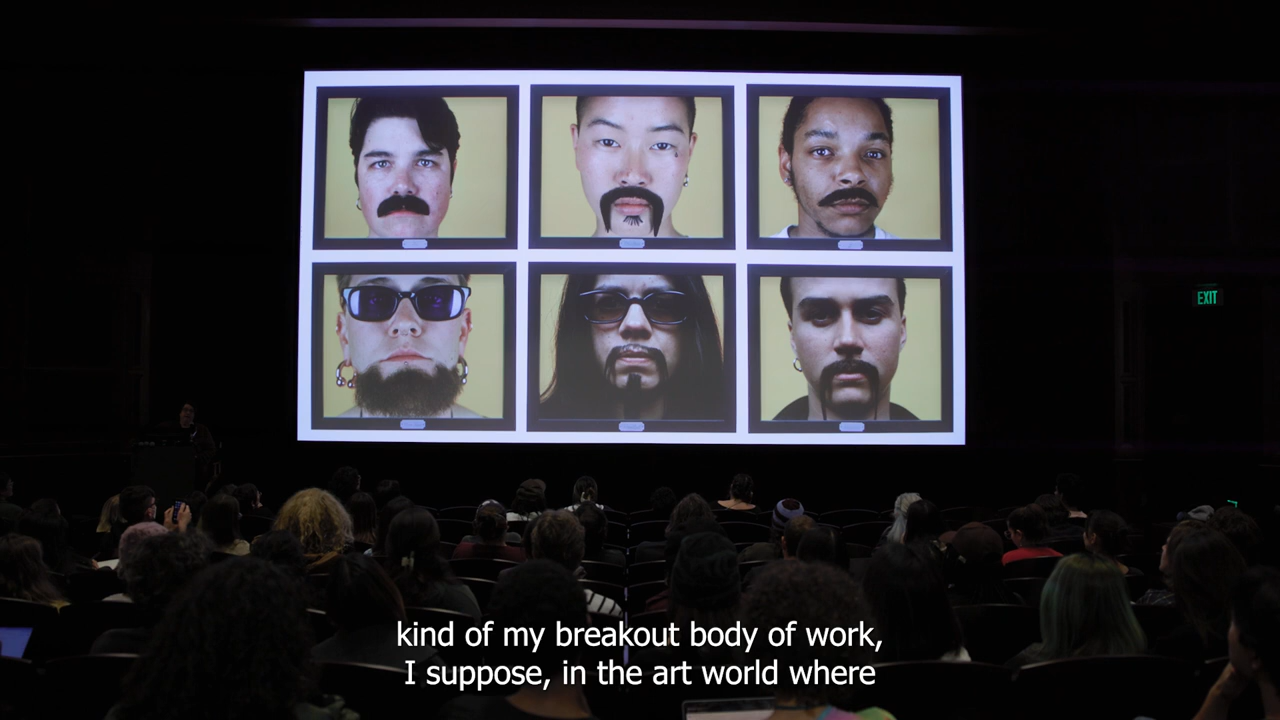 EXIT
kind of my breakout body of work,
I suppose, in the art world where